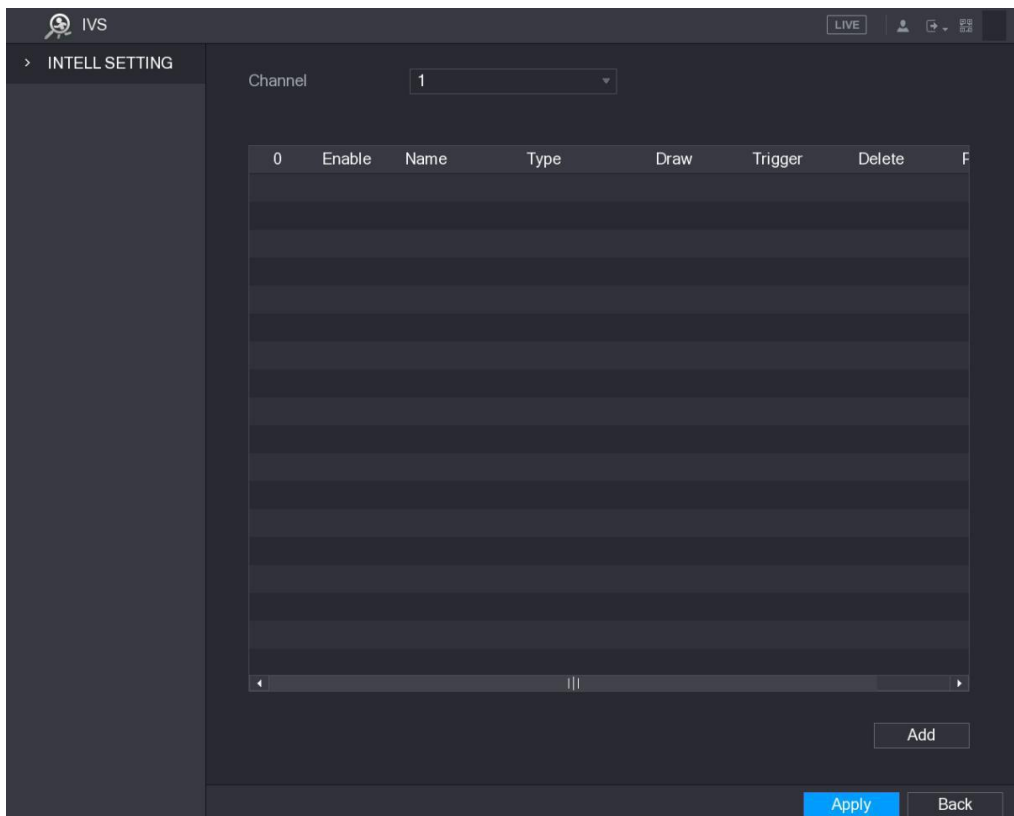 IVS LIVE
INTELL SETTING
Channel 1
0 Enable Name Type Draw Trigger Delete
Add
Apply Back